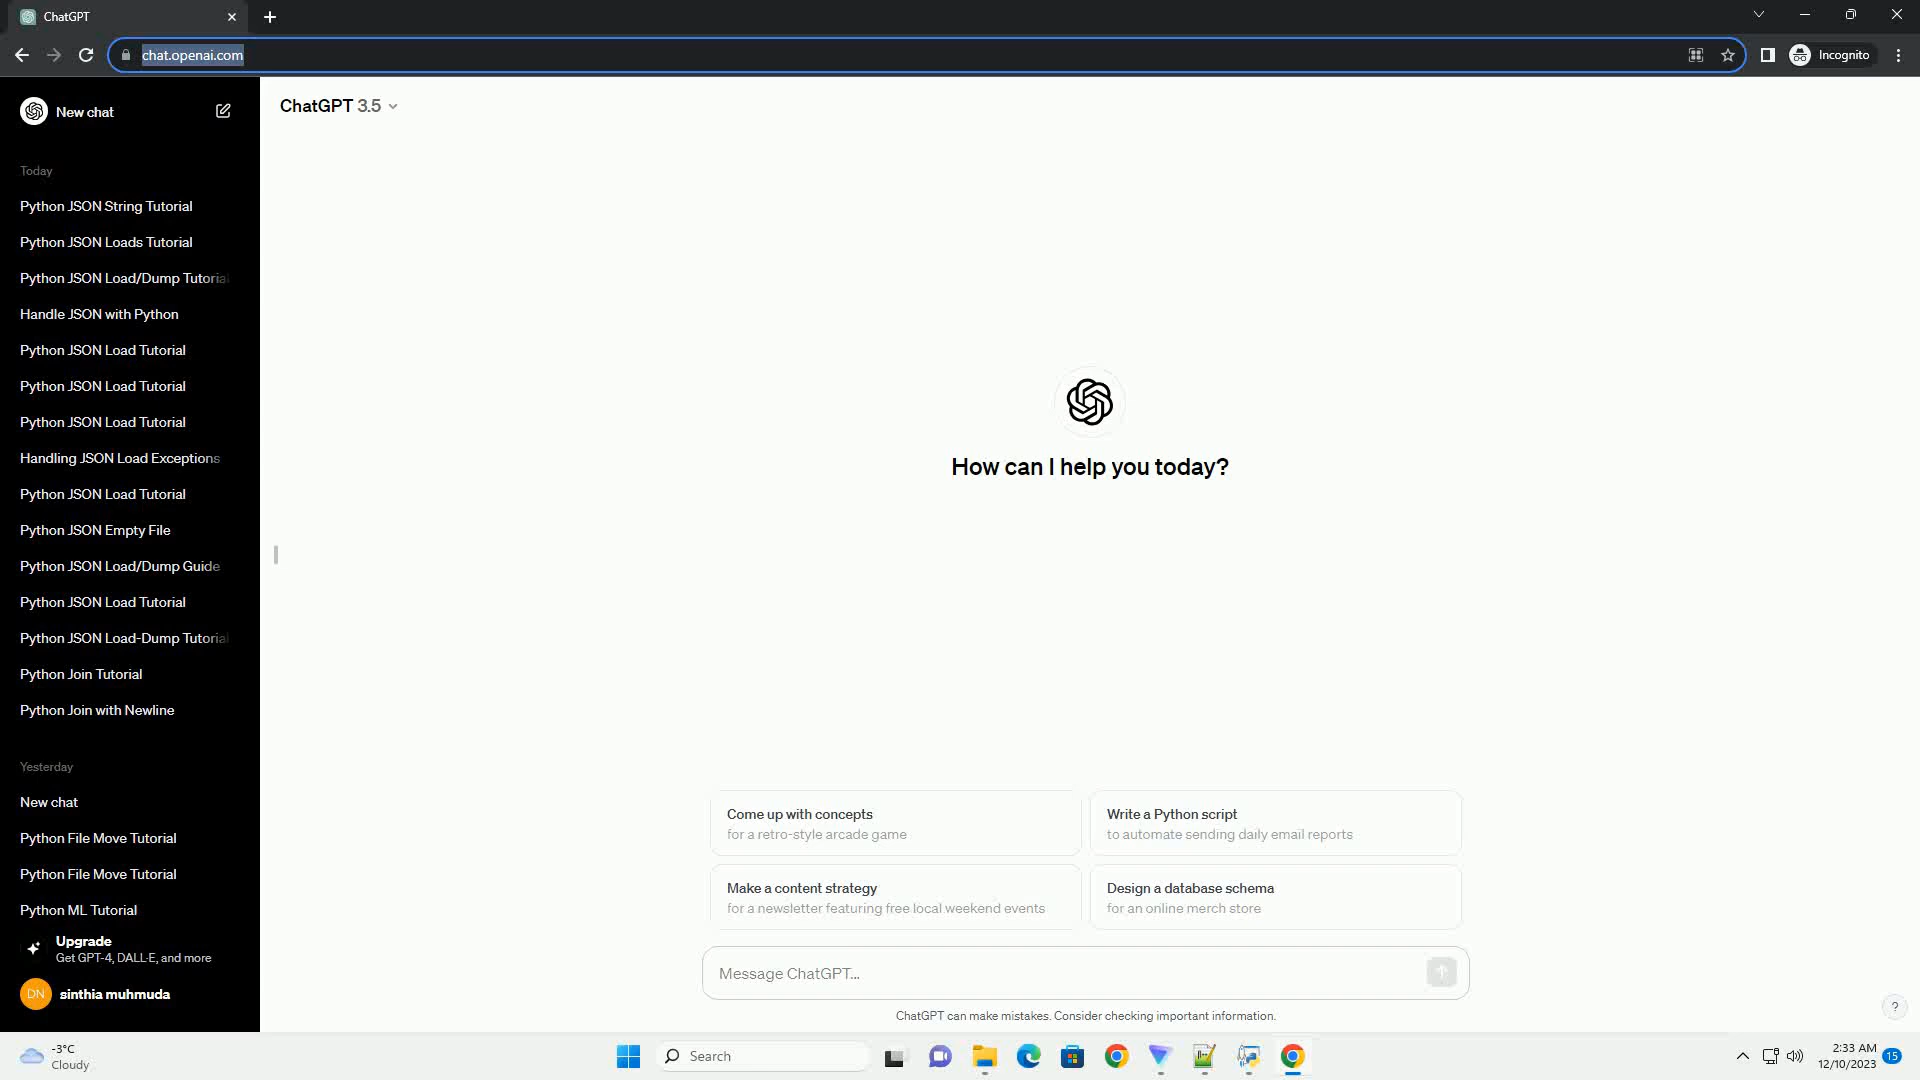 ChatGPT
chat.openai.com
Incognito
New chat
ChatGPT 3.5
Today
Python JSON String Tutorial
Python JSON Loads Tutorial
Python JSON Load/Dump Tutorial
Handle JSON with Python
Python JSON Load Tutorial
Python JSON Load Tutorial
Python JSON Load Tutorial
Handling JSON Load Exceptions
Python JSON Load Tutorial
Python JSON Empty File
Python JSON Load/Dump Guide
Python JSON Load Tutorial
Python JSON Load-Dump Tutorial
Python Join Tutorial
Python Join with Newline
Yesterday
New chat
Python File Move Tutorial
Python File Move Tutorial
Python ML Tutorial
Upgrade
Get GPT-4, DALL·E, and more
DN
sinthia muhmuda
How can I help you today?
Come up with concepts
for a retro-style arcade game
Write a Python script
to automate sending daily email reports
Make a content strategy
for a newsletter featuring free local weekend events
Design a database schema
for an online merch store
Message ChatGPT...
ChatGPT can make mistakes. Consider checking important information.
?
-3°C
Cloudy
Search
2:33 AM
12/10/2023
15